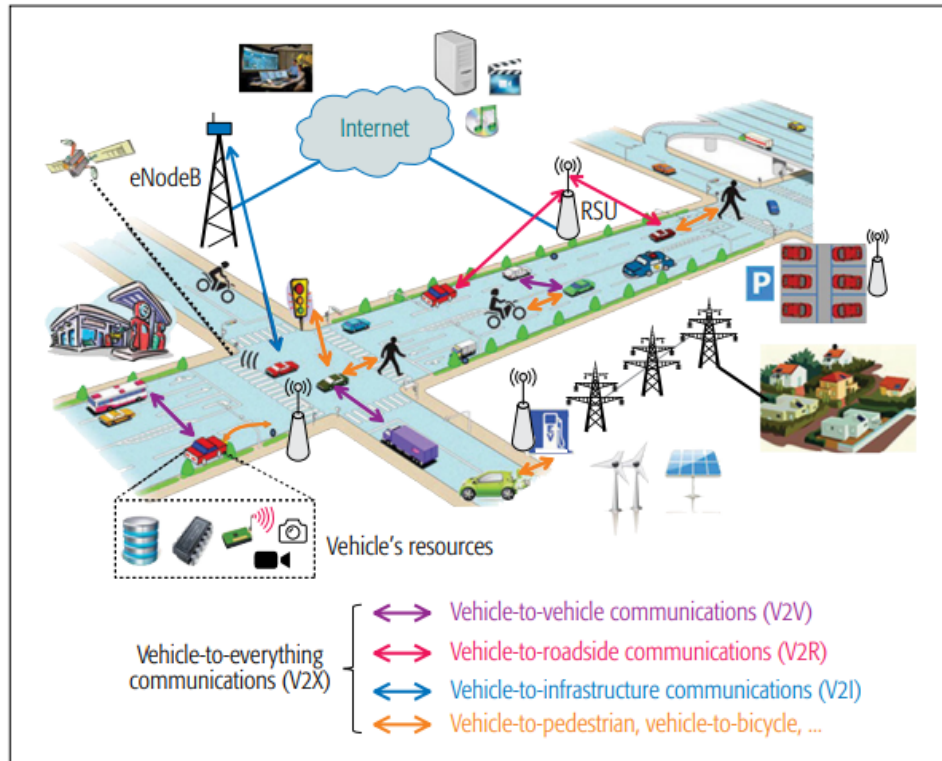 Internet
eNodeB
RSU
P
Vehicle's resources
Vehicle-to-everything
communications (V2X)
Vehicle-to-vehicle communications (V2V)
Vehicle-to-roadside communications (V2R)
Vehicle-to-infrastructure communications (V2I)
Vehicle-to-pedestrian, vehicle-to-bicycle, ...